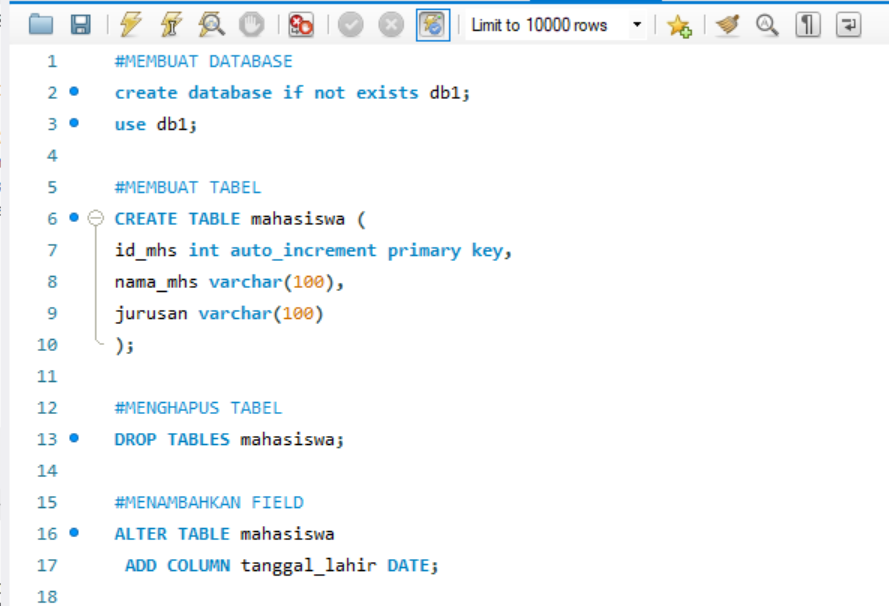 Limit to 10000 rows
1 #MEMBUAT DATABASE
2 create database if not exists db1;
3 use db1;
4
5 #MEMBUAT TABEL
6 CREATE TABLE mahasiswa (
7 id_mhs int auto_increment primary key,
8 nama_mhs varchar(100),
9 jurusan varchar(100)
10 );
11
12 #MENGHAPUS TABEL
13 DROP TABLES mahasiswa;
14
15 #MENAMBAHKAN FIELD
16 ALTER TABLE mahasiswa
17 ADD COLUMN tanggal_lahir DATE;
18